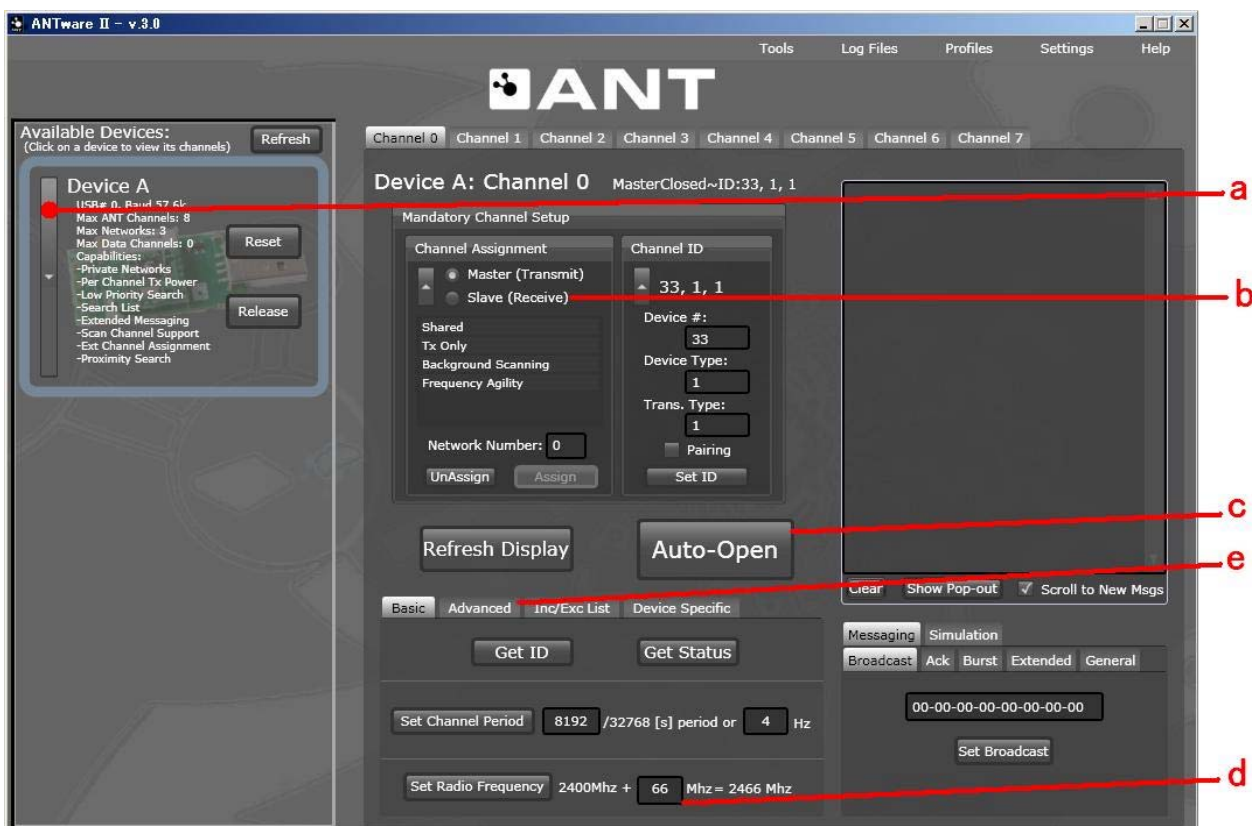 ANTware II - v.3.0
Tools Log Files Profiles Settings Help
ANT
Available Devices:
(Click on a device to view its channels)
Refresh
Device A
USB# 0, Baud 57.6k
Max ANT Channels: 8
Max Networks: 3
Max Data Channels: 0
Capabilities:
-Private Networks
-Per Channel Tx Power
-Low Priority Search
-Search List
-Extended Messaging
-Scan Channel Support
-Ext Channel Assignment
-Proximity Search
Reset
Release
Channel 0 Channel 1 Channel 2 Channel 3 Channel 4 Channel 5 Channel 6 Channel 7
Device A: Channel 0 MasterClosed~ID:33, 1, 1
Mandatory Channel Setup
Channel Assignment
Master (Transmit)
Slave (Receive)
Shared
Tx Only
Background Scanning
Frequency Agility
Network Number: 0
UnAssign Assign
Channel ID
33, 1, 1
Device #:
33
Device Type:
1
Trans. Type:
1
Pairing
Set ID
Refresh Display Auto-Open
Basic Advanced Inc/Exc List Device Specific
Get ID Get Status
Set Channel Period 8192 /32768 [s] period or 4 Hz
Set Radio Frequency 2400Mhz + 66 Mhz= 2466 Mhz
Clear Show Pop-out Scroll to New Msgs
Messaging Simulation
Broadcast Ack Burst Extended General
00-00-00-00-00-00-00-00
Set Broadcast
a
b
c
e
d